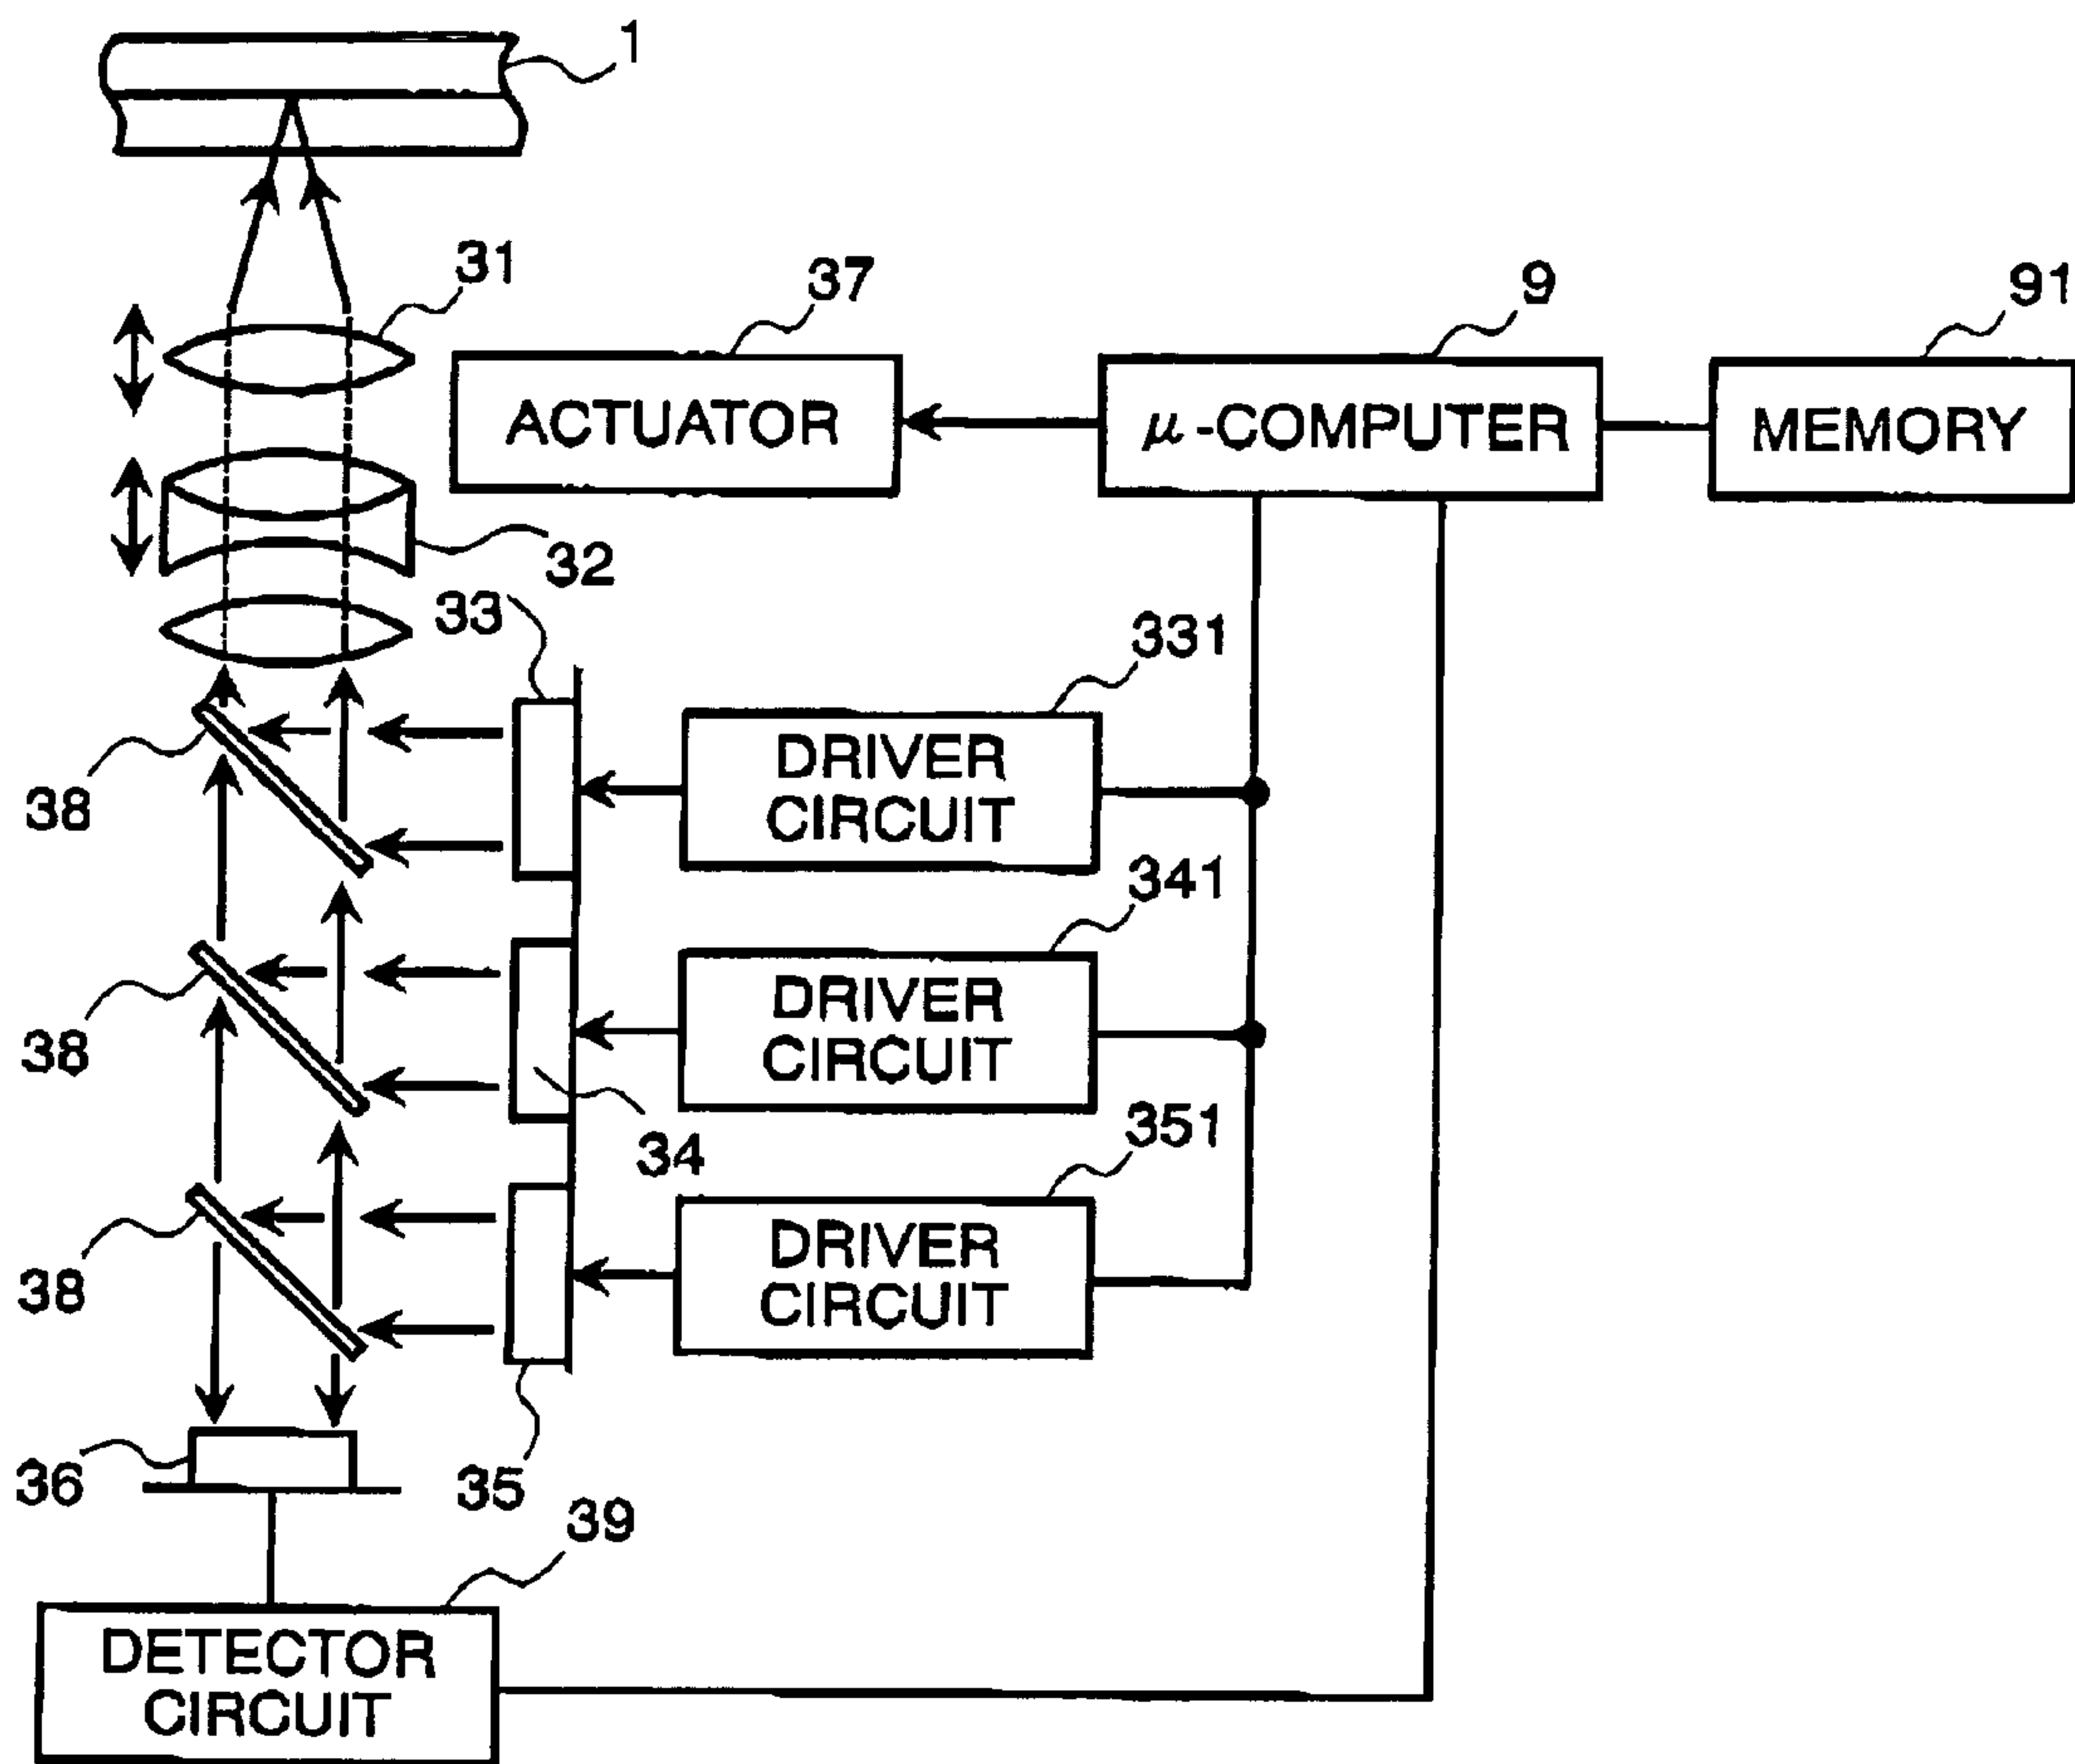 1
31
37
9
91
ACTUATOR
μ-COMPUTER
MEMORY
32
33
331
DRIVER
CIRCUIT
38
341
DRIVER
CIRCUIT
38
34
351
DRIVER
CIRCUIT
38
36
35
39
DETECTOR
CIRCUIT